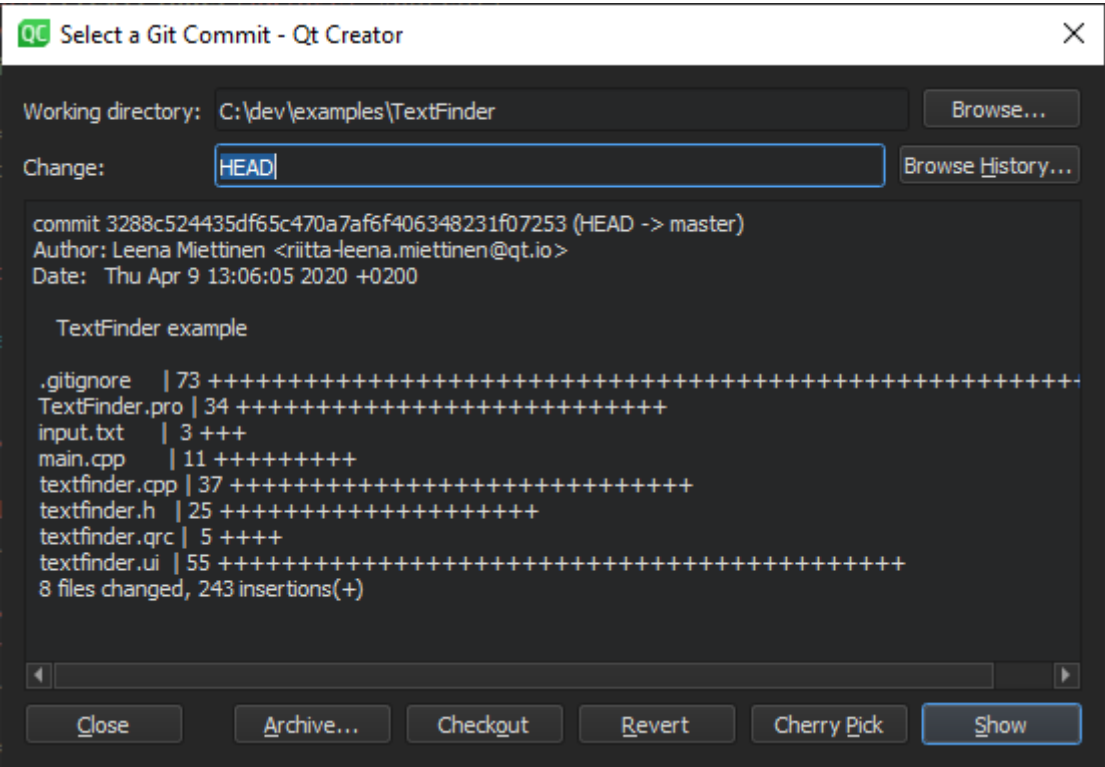 QC Select a Git Commit - Qt Creator
Working directory: C:\dev\examples\TextFinder Browse...
Change: HEAD Browse History...
commit 3288c524435df65c470a7af6f406348231f07253 (HEAD -> master)
Author: Leena Miettinen <riitta-leena.miettinen@qt.io>
Date: Thu Apr 9 13:06:05 2020 +0200
TextFinder example
.gitignore | 73 +++++++++++++++++++++++++++++++++++++++++++++++++++++++
TextFinder.pro | 34 +++++++++++++++++++++++++++++
input.txt | 3 +++
main.cpp | 11 +++++++++
textfinder.cpp | 37 +++++++++++++++++++++++++++++++
textfinder.h | 25 +++++++++++++++++++++
textfinder.qrc | 5 ++++
textfinder.ui | 55 ++++++++++++++++++++++++++++++++++++++++++++++
8 files changed, 243 insertions(+)
Close Archive... Checkout Revert Cherry Pick Show